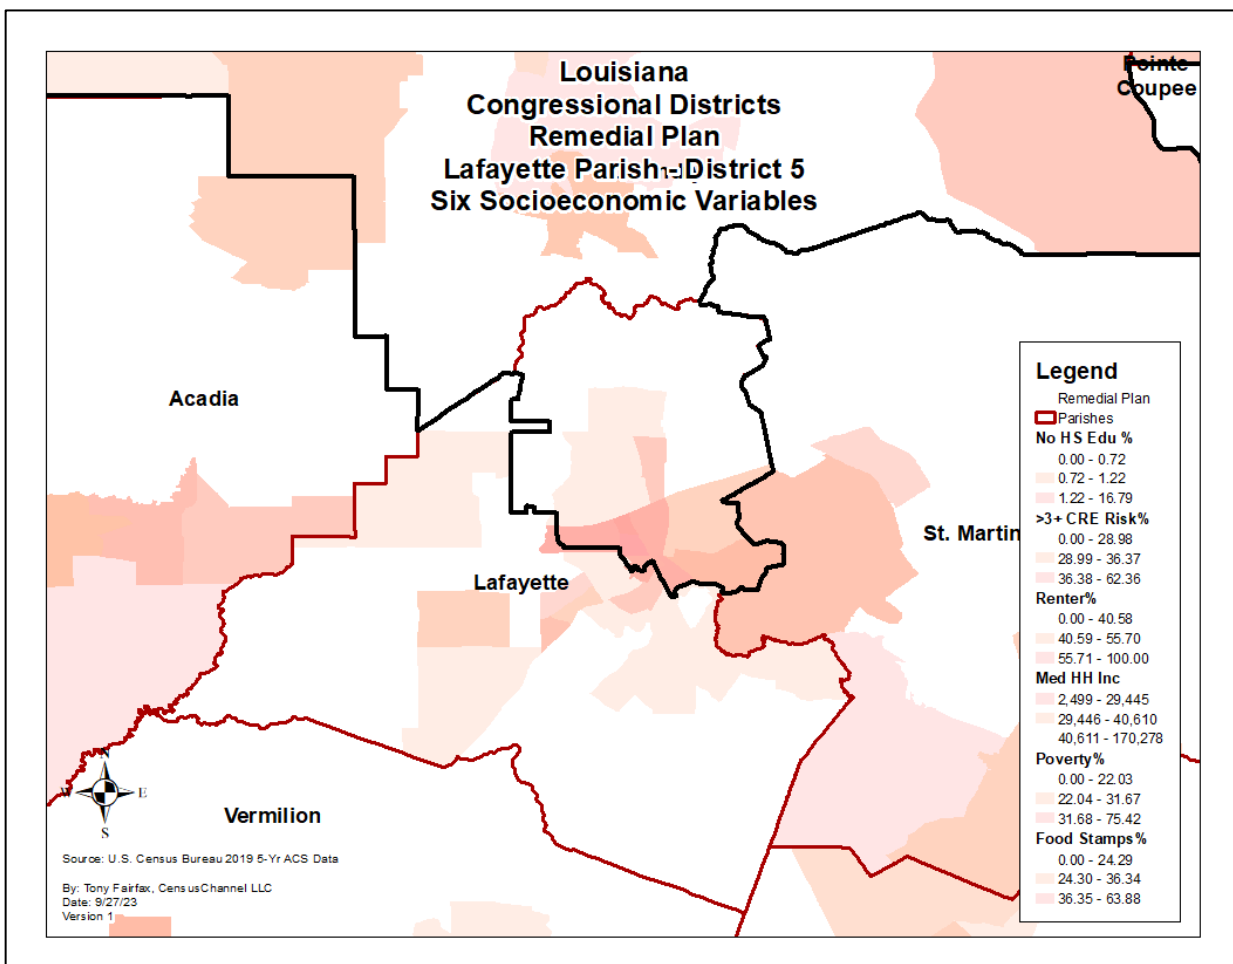 Pointe
Coupee
Louisiana
Congressional Districts
Remedial Plan
Lafayette Parish - District 5
Six Socioeconomic Variables
Acadia
St. Martin
Lafayette
Vermilion
N
W E
S
Legend
Remedial Plan
Parishes
No HS Edu %
0.00 - 0.72
0.72 - 1.22
1.22 - 16.79
>3+ CRE Risk%
0.00 - 28.98
28.99 - 36.37
36.38 - 62.36
Renter%
0.00 - 40.58
40.59 - 55.70
55.71 - 100.00
Med HH Inc
2,499 - 29,445
29,446 - 40,610
40,611 - 170,278
Poverty%
0.00 - 22.03
22.04 - 31.67
31.68 - 75.42
Food Stamps%
0.00 - 24.29
24.30 - 36.34
36.35 - 63.88
Source: U.S. Census Bureau 2019 5-Yr ACS Data
By: Tony Fairfax, CensusChannel LLC
Date: 9/27/23
Version 1